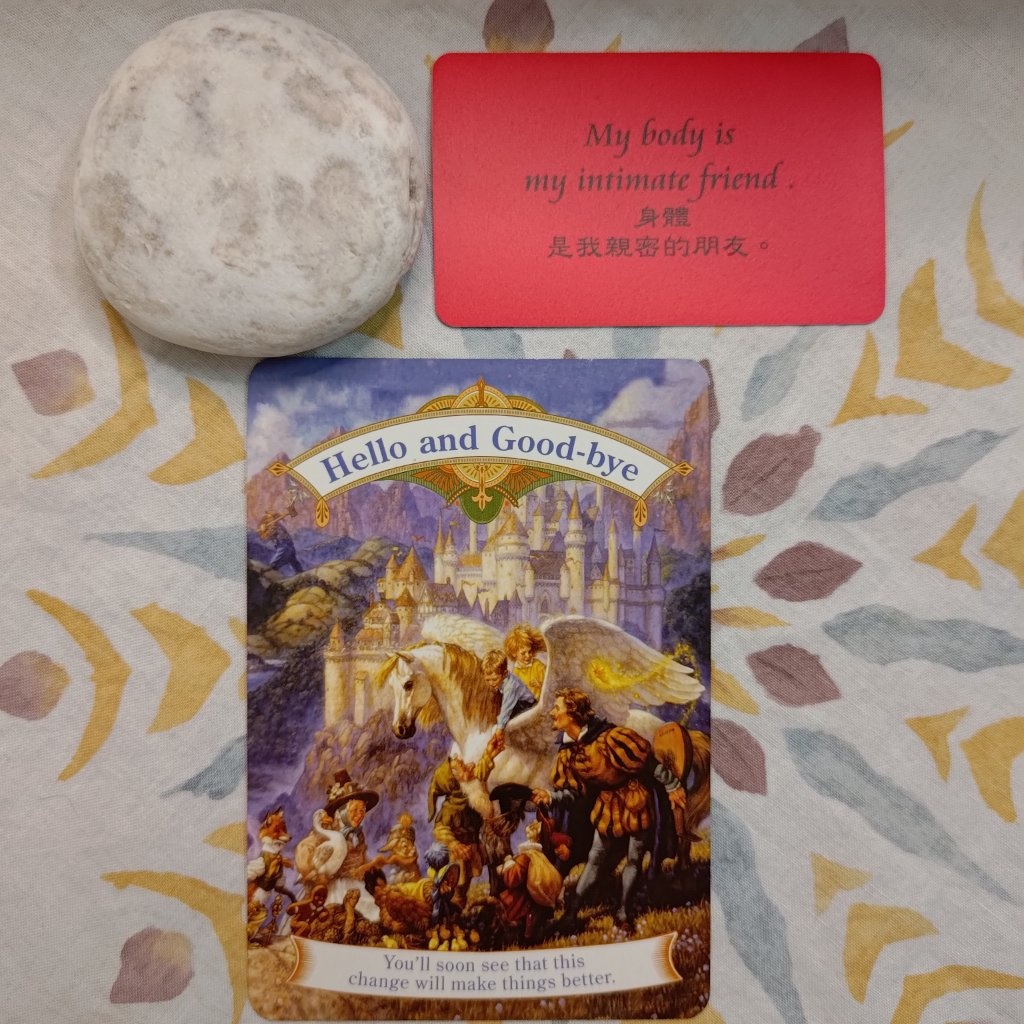 My body is
my intimate friend .
身體
是我親密的朋友。
Hello and Good-bye
You'll soon see that this
change will make things better.